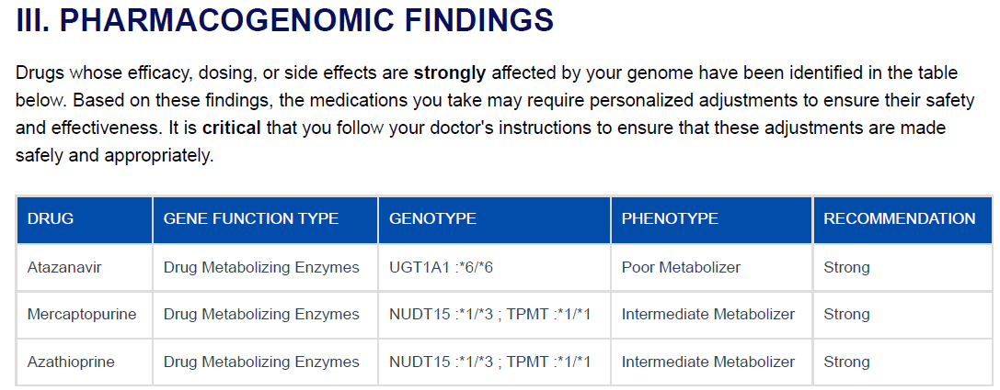 III. PHARMACOGENOMIC FINDINGS
Drugs whose efficacy, dosing, or side effects are strongly affected by your genome have been identified in the table
below. Based on these findings, the medications you take may require personalized adjustments to ensure their safety
and effectiveness. It is critical that you follow your doctor's instructions to ensure that these adjustments are made
safely and appropriately.
DRUG GENE FUNCTION TYPE GENOTYPE PHENOTYPE RECOMMENDATION
Atazanavir Drug Metabolizing Enzymes UGT1A1 :*6/*6 Poor Metabolizer Strong
Mercaptopurine Drug Metabolizing Enzymes NUDT15 :*1/*3 ; TPMT :*1/*1 Intermediate Metabolizer Strong
Azathioprine Drug Metabolizing Enzymes NUDT15 :*1/*3 ; TPMT :*1/*1 Intermediate Metabolizer Strong